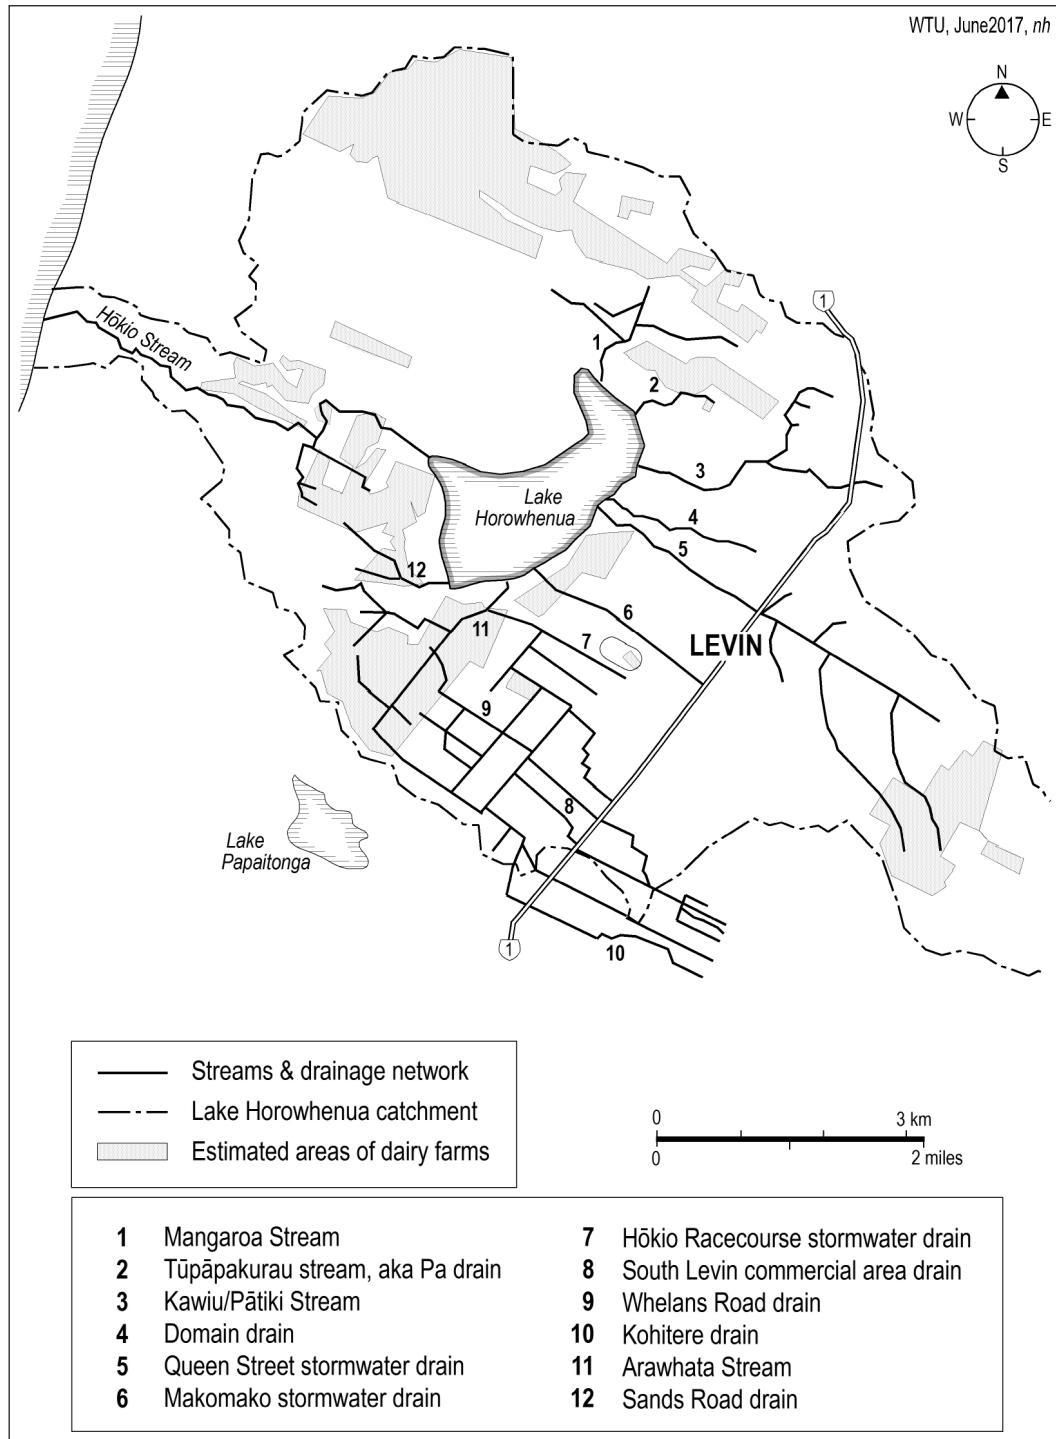 WTU, June2017, nh
N
W E
S
1
Hōkio Stream
1
2
3
Lake
Horowhenua
4
5
12
6
11
7
LEVIN
9
8
Lake
Papaitonga
1
10
Streams & drainage network
Lake Horowhenua catchment
Estimated areas of dairy farms
0 3 km
0 2 miles
1 Mangaroa Stream
2 Tūpāpakurau stream, aka Pa drain
3 Kawiu/Pātiki Stream
4 Domain drain
5 Queen Street stormwater drain
6 Makomako stormwater drain
7 Hōkio Racecourse stormwater drain
8 South Levin commercial area drain
9 Whelans Road drain
10 Kohitere drain
11 Arawhata Stream
12 Sands Road drain